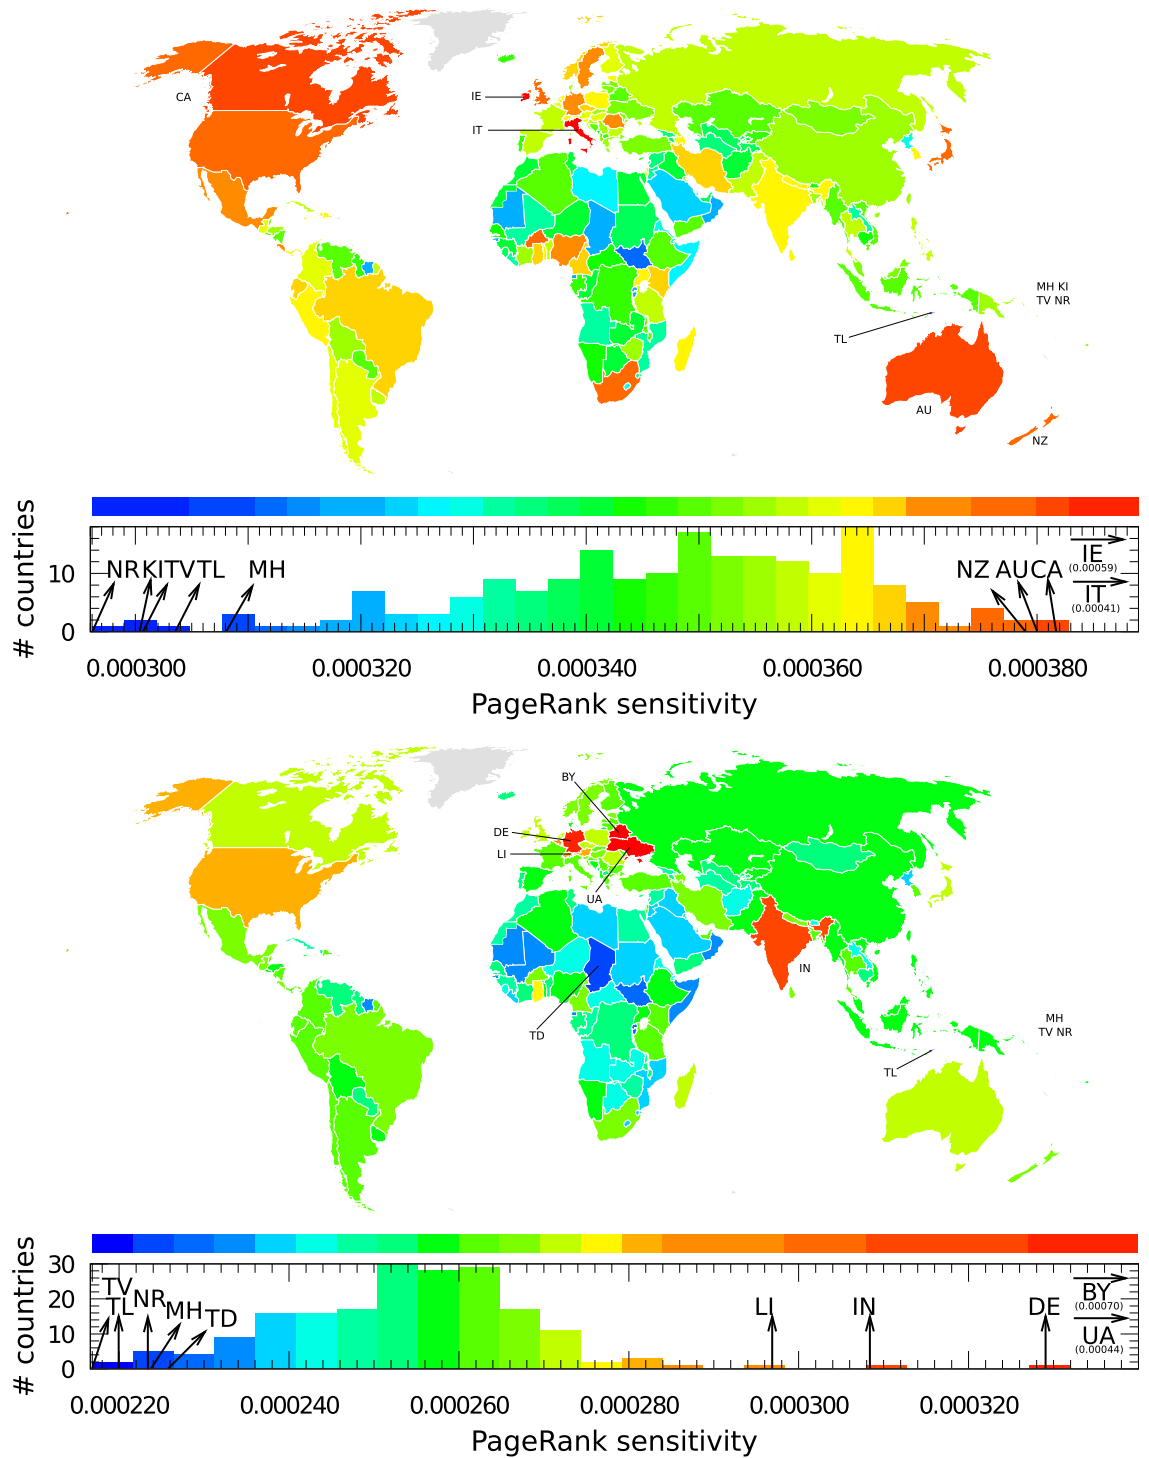 CA
IE
IT
MH KI
TV NR
TL
AU
NZ
# countries
10
0
NR KI TV TL MH
NZ AU CA
IE
(0.00059)
IT
(0.00041)
0.000300 0.000320 0.000340 0.000360 0.000380
PageRank sensitivity
BY
DE
LI
UA
IN
TD
MH
TV NR
TL
# countries
30
20
10
0
TV
TL NR MH TD
LI IN DE
BY
(0.00070)
UA
(0.00044)
0.000220 0.000240 0.000260 0.000280 0.000300 0.000320
PageRank sensitivity